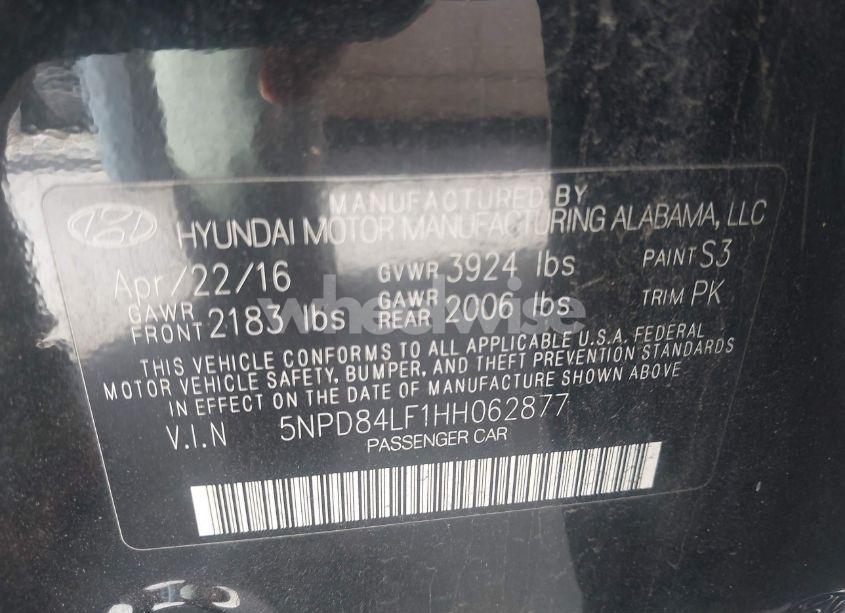 MANUFACTURED BY
HYUNDAI MOTOR MANUFACTURING ALABAMA, LLC
Apr/22/16 GVWR 3924 lbs PAINT S3
GAWR FRONT 2183 lbs GAWR REAR 2006 lbs TRIM PK
THIS VEHICLE CONFORMS TO ALL APPLICABLE U.S.A. FEDERAL
MOTOR VEHICLE SAFETY, BUMPER, AND THEFT PREVENTION STANDARDS
IN EFFECT ON THE DATE OF MANUFACTURE SHOWN ABOVE
V.I.N 5NPD84LF1HH062877
PASSENGER CAR
wheelwise